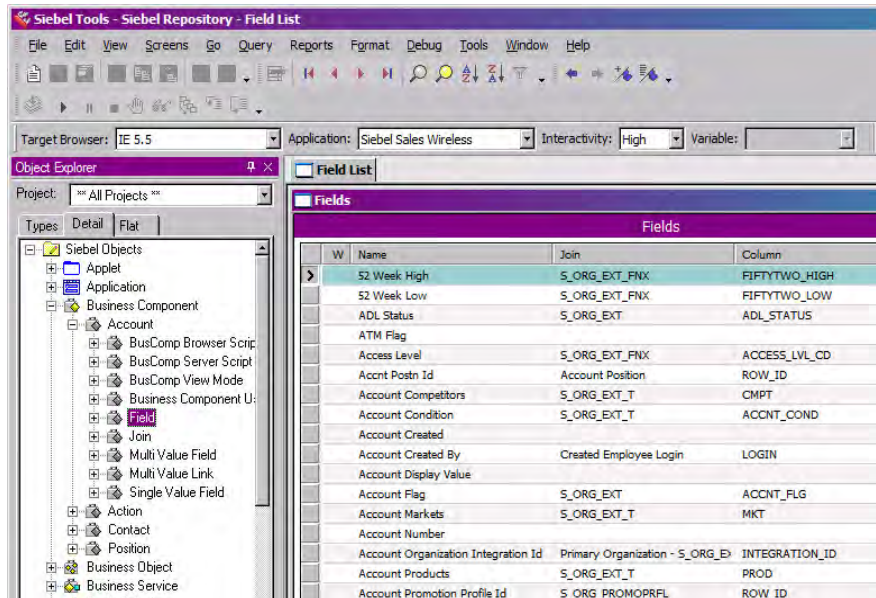 Siebel Tools - Siebel Repository - Field List
File Edit View Screens Go Query Reports Format Debug Tools Window Help
Target Browser: IE 5.5 Application: Siebel Sales Wireless Interactivity: High Variable:
Object Explorer
Project: ** All Projects **
Types Detail Flat
Siebel Objects
Applet
Application
Business Component
Account
BusComp Browser Scrip
BusComp Server Script
BusComp View Mode
Business Component U
Field
Join
Multi Value Field
Multi Value Link
Single Value Field
Action
Contact
Position
Business Object
Business Service
Field List
Fields
Fields
W Name Join Column
52 Week High S_ORG_EXT_FNX FIFTYTWO_HIGH
52 Week Low S_ORG_EXT_FNX FIFTYTWO_LOW
ADL Status S_ORG_EXT ADL_STATUS
ATM Flag
Access Level S_ORG_EXT_FNX ACCESS_LVL_CD
Accnt Postn Id Account Position ROW_ID
Account Competitors S_ORG_EXT_T CMPT
Account Condition S_ORG_EXT_T ACCNT_COND
Account Created
Account Created By Created Employee Login LOGIN
Account Display Value
Account Flag S_ORG_EXT ACCNT_FLG
Account Markets S_ORG_EXT_T MKT
Account Number
Account Organization Integration Id Primary Organization - S_ORG_EX INTEGRATION_ID
Account Products S_ORG_EXT_T PROD
Account Promotion Profile Id S_ORG_PROMOPRFL ROW_ID